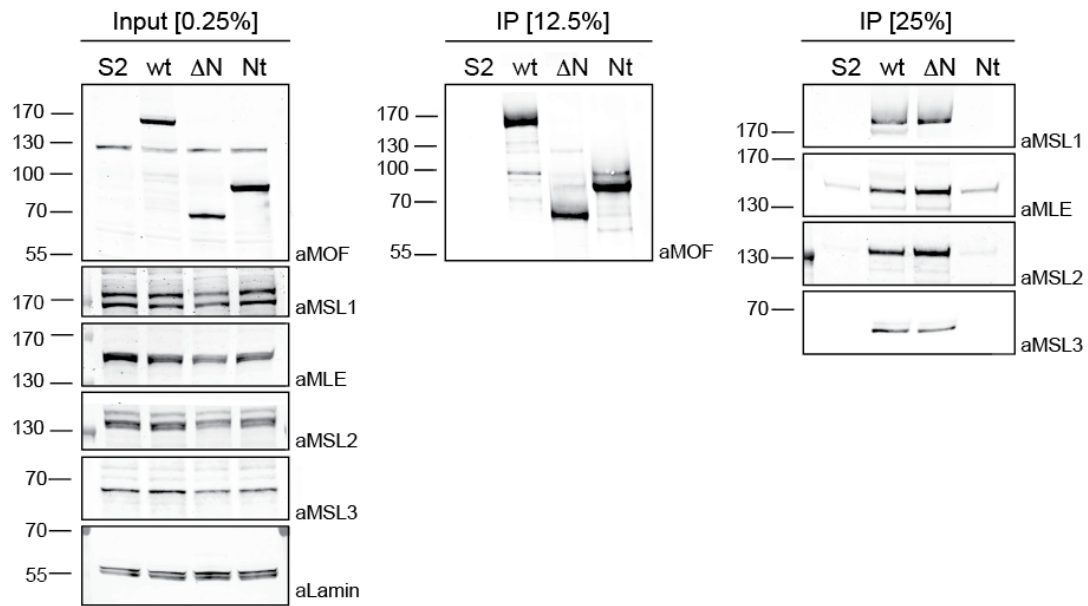 Input [0.25%]
S2 wt ΔN Nt
170
130
100
70
55
aMOF
170
aMSL1
170
130
aMLE
130
aMSL2
70
aMSL3
70
55
aLamin
IP [12.5%]
S2 wt ΔN Nt
170
130
100
70
55
aMOF
IP [25%]
S2 wt ΔN Nt
170
aMSL1
170
130
aMLE
130
aMSL2
70
aMSL3